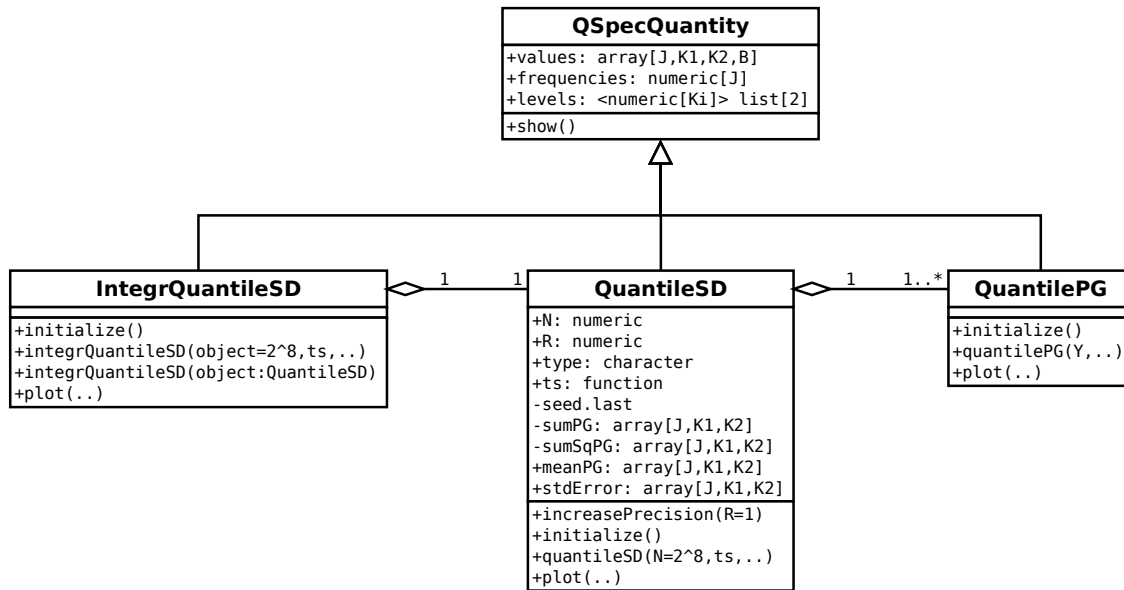 QSpecQuantity
+values: array[J,K1,K2,B]
+frequencies: numeric[J]
+levels: <numeric[Ki]> list[2]
+show()
IntegrQuantileSD
+initialize()
+integrQuantileSD(object=2^8,ts,..)
+integrQuantileSD(object:QuantileSD)
+plot(..)
1
1
QuantileSD
+N: numeric
+R: numeric
+type: character
+ts: function
-seed.last
-sumPG: array[J,K1,K2]
-sumSqPG: array[J,K1,K2]
+meanPG: array[J,K1,K2]
+stdError: array[J,K1,K2]
+increasePrecision(R=1)
+initialize()
+quantileSD(N=2^8,ts,..)
+plot(..)
1
1..*
QuantilePG
+initialize()
+quantilePG(Y,..)
+plot(..)